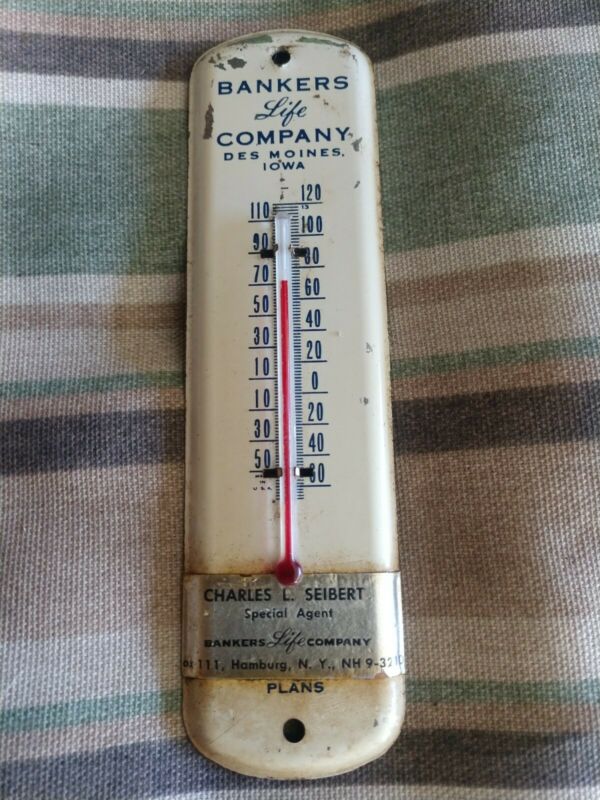 BANKERS
Life
COMPANY
DES MOINES,
IOWA
120
110
100
90
80
70
60
50
40
30
20
10
0
10
20
30
40
50
60
CHARLES L. SEIBERT
Special Agent
BANKERS Life COMPANY
111, Hamburg, N. Y., NH
PLANS